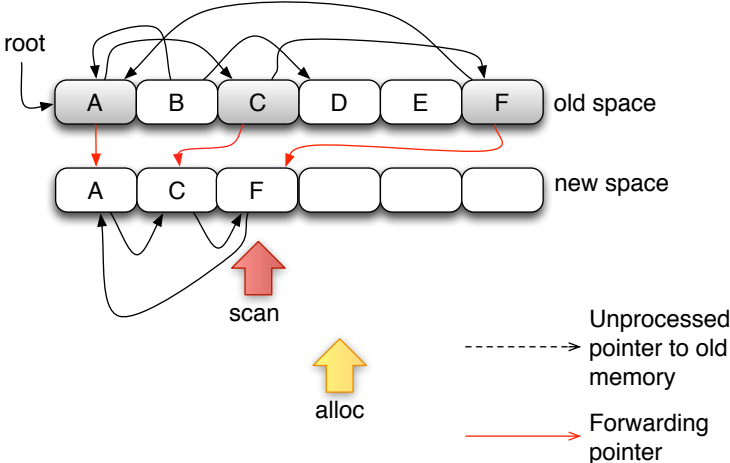 root
A B C D E F old space
A C F new space
scan
alloc
Unprocessed
pointer to old
memory
Forwarding
pointer